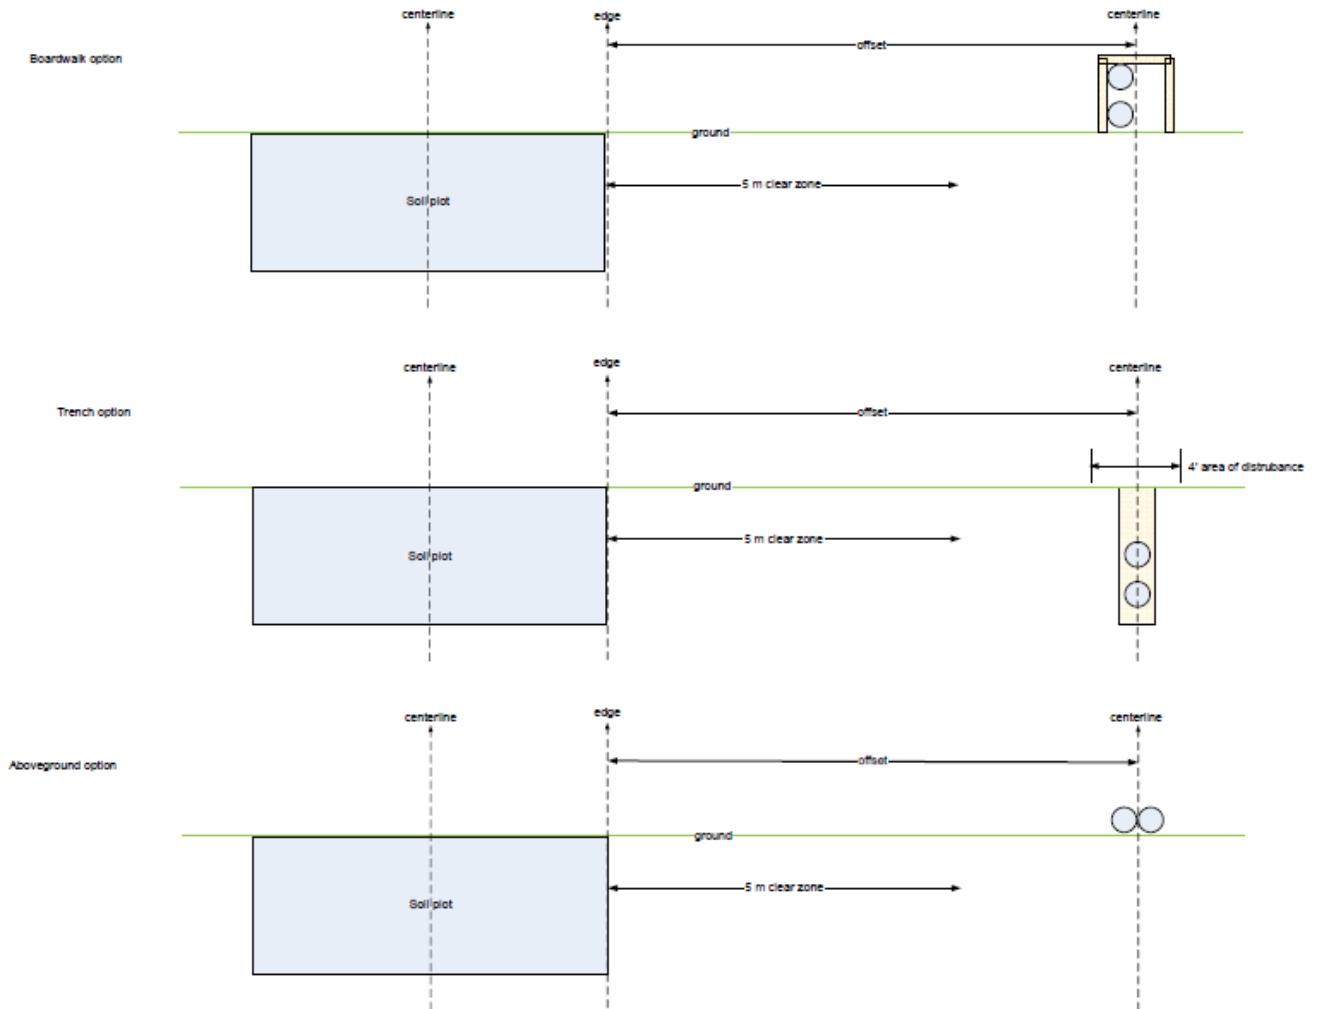 centerline
edge
centerline
offset
Boardwalk option
ground
5 m clear zone
Soil plot
centerline
edge
centerline
Trench option
offset
4' area of distrubance
ground
5 m clear zone
Soil plot
centerline
edge
centerline
Aboveground option
offset
ground
5 m clear zone
Soil plot